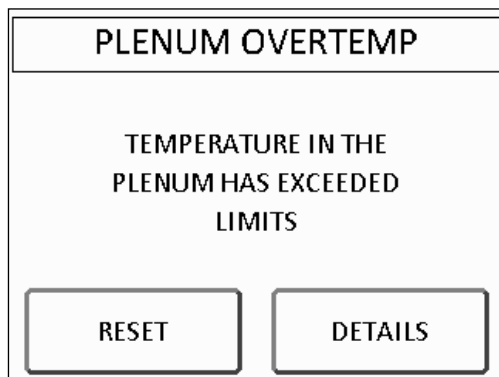 PLENUM OVERTEMP
TEMPERATURE IN THE
PLENUM HAS EXCEEDED
LIMITS
RESET
DETAILS